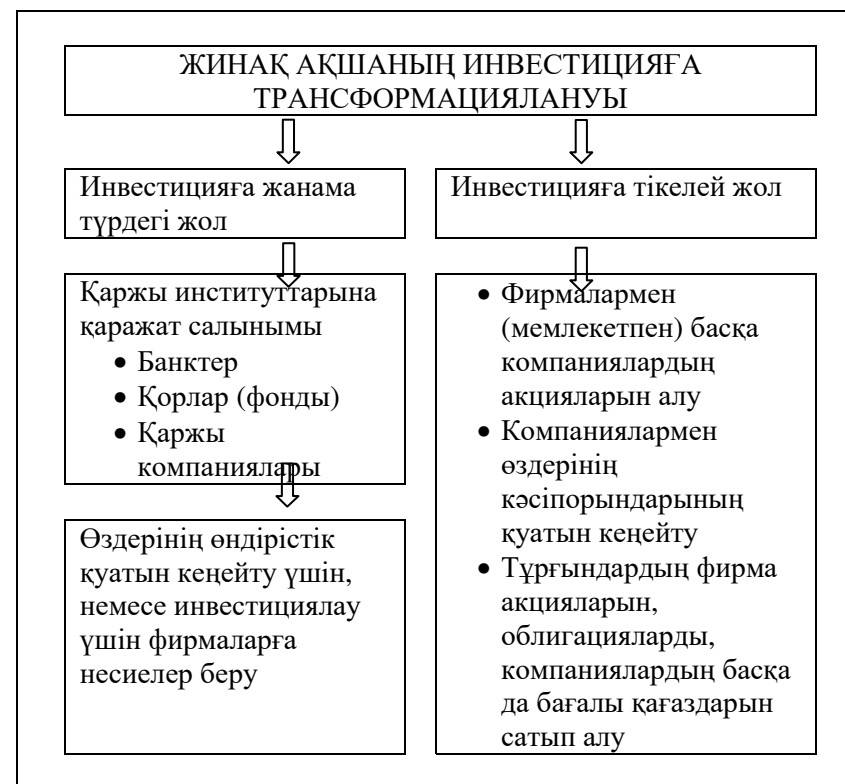 ЖИНАҚ АҚШАНЫҢ ИНВЕСТИЦИЯҒА
ТРАНСФОРМАЦИЯЛАНУЫ
Инвестицияға жанама
түрдегі жол
Қаржы институттарына
қаражат салынымы
• Банктер
• Қорлар (фонды)
• Қаржы
компаниялары
Өздерінің өндірістік
қуатын кеңейту үшін,
немесе инвестициялау
үшін фирмаларға
несиелер беру
Инвестицияға тікелей жол
• Фирмалармен
(мемлекетпен) басқа
компаниялардың
акцияларын алу
• Компаниялармен
өздерінің
кәсіпорындарының
қуатын кеңейту
• Тұрғындардың фирма
акцияларын,
облигацияларды,
компаниялардың басқа
да бағалы қағаздарын
сатып алу